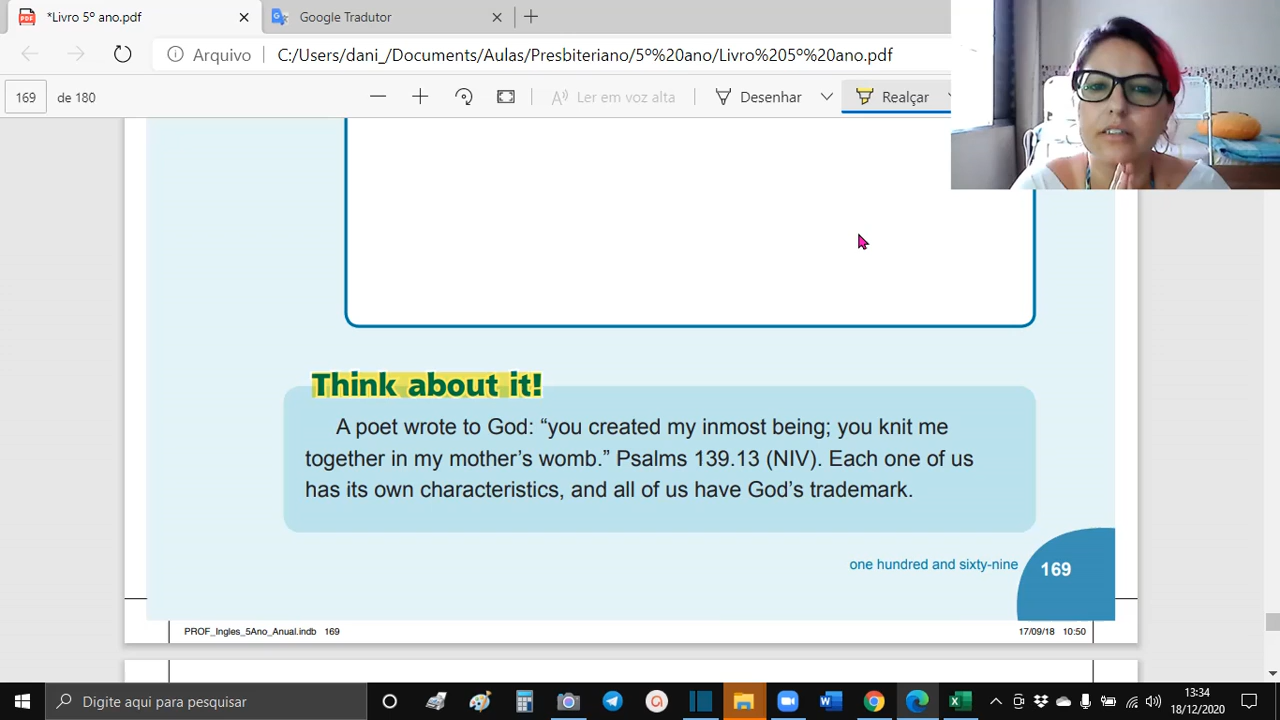 *Livro 5º ano.pdf
Google Tradutor
Arquivo
C:/Users/dani_/Documents/Aulas/Presbiteriano/5º%20ano/Livro%205º%20ano.pdf
169
de 180
Ler em voz alta
Desenhar
Realçar
Think about it!
A poet wrote to God: “you created my inmost being; you knit me
together in my mother’s womb.” Psalms 139.13 (NIV). Each one of us
has its own characteristics, and all of us have God’s trademark.
one hundred and sixty-nine
169
PROF_Ingles_5Ano_Anual.indb 169
17/09/18 10:50
Digite aqui para pesquisar
13:34
18/12/2020